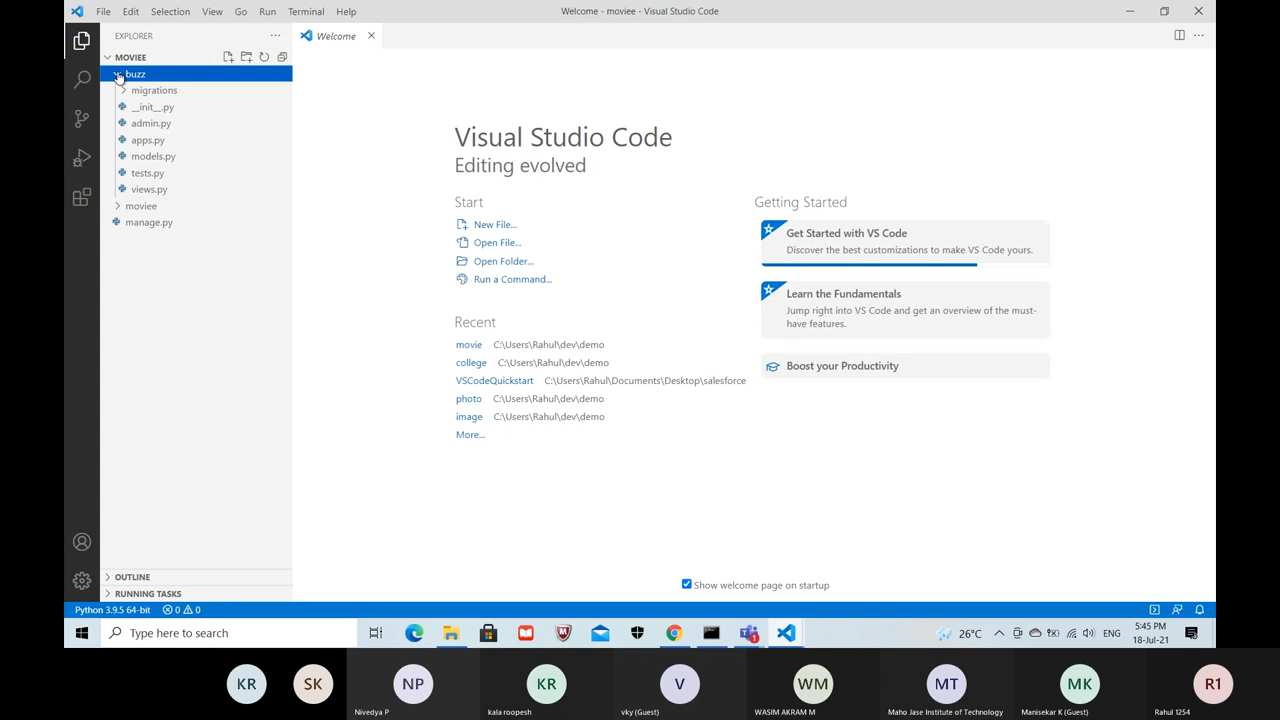 File Edit Selection View Go Run Terminal Help
Welcome - moviee - Visual Studio Code
EXPLORER
Welcome
MOVIEE
buzz
migrations
__init__.py
admin.py
apps.py
models.py
tests.py
views.py
moviee
manage.py
OUTLINE
RUNNING TASKS
Visual Studio Code
Editing evolved
Start
New File...
Open File...
Open Folder...
Run a Command...
Recent
movie C:\Users\Rahul\dev\demo
college C:\Users\Rahul\dev\demo
VSCodeQuickstart C:\Users\Rahul\Documents\Desktop\salesforce
photo C:\Users\Rahul\dev\demo
image C:\Users\Rahul\dev\demo
More...
Getting Started
Get Started with VS Code
Discover the best customizations to make VS Code yours.
Learn the Fundamentals
Jump right into VS Code and get an overview of the must-
have features.
Boost your Productivity
Show welcome page on startup
Python 3.9.5 64-bit 0 0
Type here to search
1
26°C
ENG
5:45 PM
18-Jul-21
KR
SK
NP
KR
V
WM
MT
MK
R1
Nivedya P
kala roopesh
vky (Guest)
WASIM AKRAM M
Maho Jase Institute of Technology
Manisekar K (Guest)
Rahul 1254